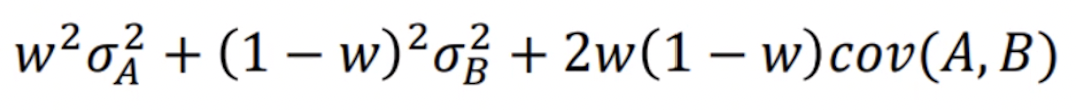 w²σ_A² + (1 − w)²σ_B² + 2w(1 − w)cov(A, B)